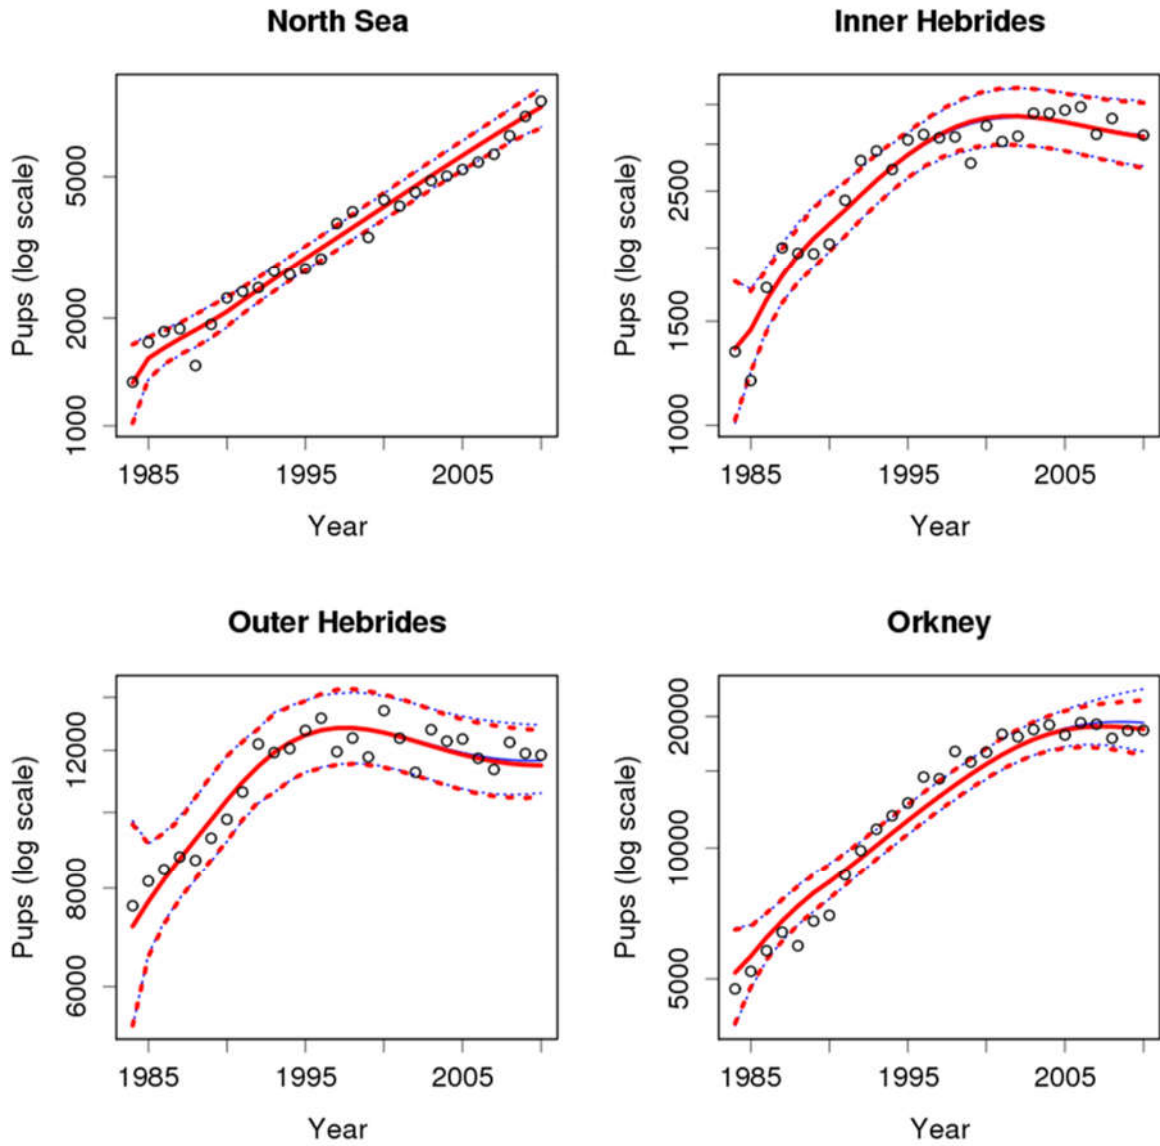 North Sea
Pups (log scale)
5000
2000
1000
1985 1995 2005
Year
Inner Hebrides
Pups (log scale)
2500
1500
1000
1985 1995 2005
Year
Outer Hebrides
Pups (log scale)
12000
8000
6000
1985 1995 2005
Year
Orkney
Pups (log scale)
20000
10000
5000
1985 1995 2005
Year